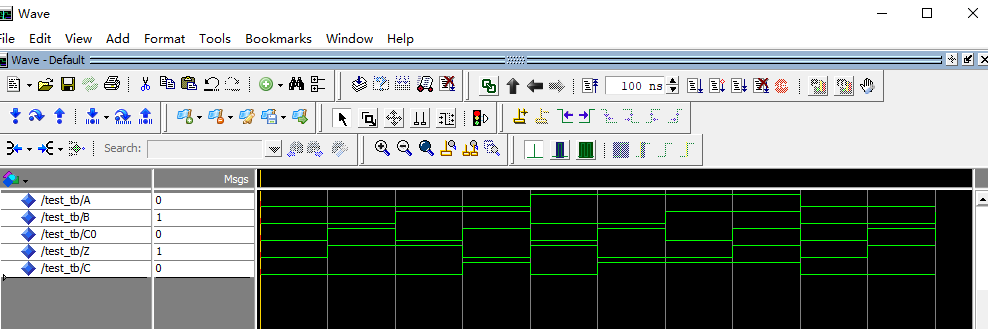 Wave
File Edit View Add Format Tools Bookmarks Window Help
Wave - Default
100 ns
Search:
Msgs
/test_tb/A 0
/test_tb/B 1
/test_tb/C0 0
/test_tb/Z 1
/test_tb/C 0